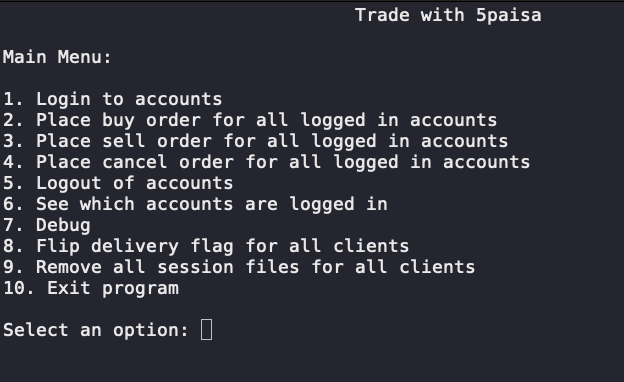 Trade with 5paisa
Main Menu:
1. Login to accounts
2. Place buy order for all logged in accounts
3. Place sell order for all logged in accounts
4. Place cancel order for all logged in accounts
5. Logout of accounts
6. See which accounts are logged in
7. Debug
8. Flip delivery flag for all clients
9. Remove all session files for all clients
10. Exit program
Select an option: